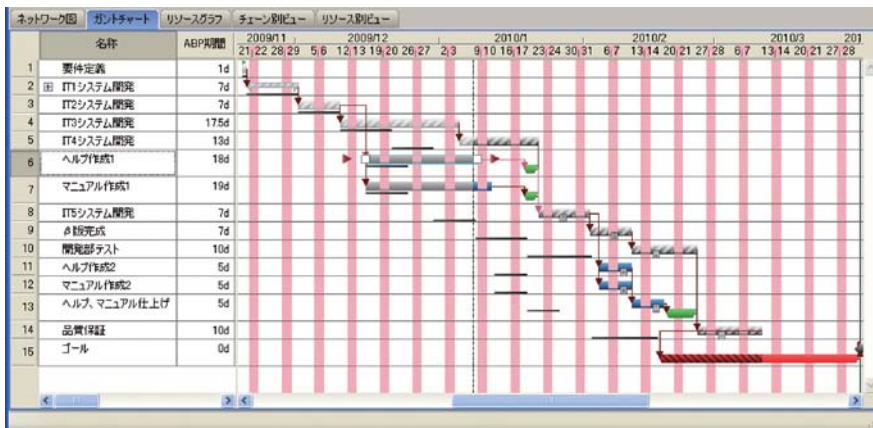 ネットワーク図 ガントチャート リソースグラフ チェーン別ビュー リソース別ビュー
名称 ABP期間 2009/11 2009/12 2010/1 2010/2 2010/3 201
21 22 28 29 5 6 12 13 19 20 26 27 2 3 9 10 16 17 23 24 30 31 6 7 13 14 20 21 27 28 6 7 13 14 20 21 27 28
1 要件定義 1d
2 IT1システム開発 7d
3 IT2システム開発 7d
4 IT3システム開発 17.5d
5 IT4システム開発 13d
6 ヘルプ作成1 18d
7 マニュアル作成1 19d
8 IT5システム開発 7d
9 β版完成 7d
10 開発部テスト 10d
11 ヘルプ作成2 5d
12 マニュアル作成2 5d
13 ヘルプ、マニュアル仕上げ 5d
14 品質保証 10d
15 ゴール 0d